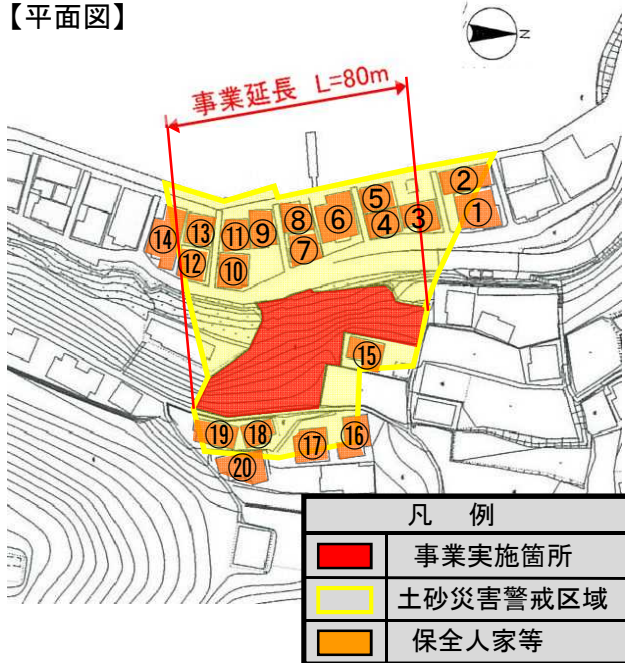 【平面図】
N
事業延長 L=80m
②
①
⑤
④
③
⑧
⑥
⑦
⑪
⑨
⑩
⑬
⑭
⑫
⑮
⑲
⑱
⑰
⑯
⑳
凡 例
事業実施箇所
土砂災害警戒区域
保全人家等